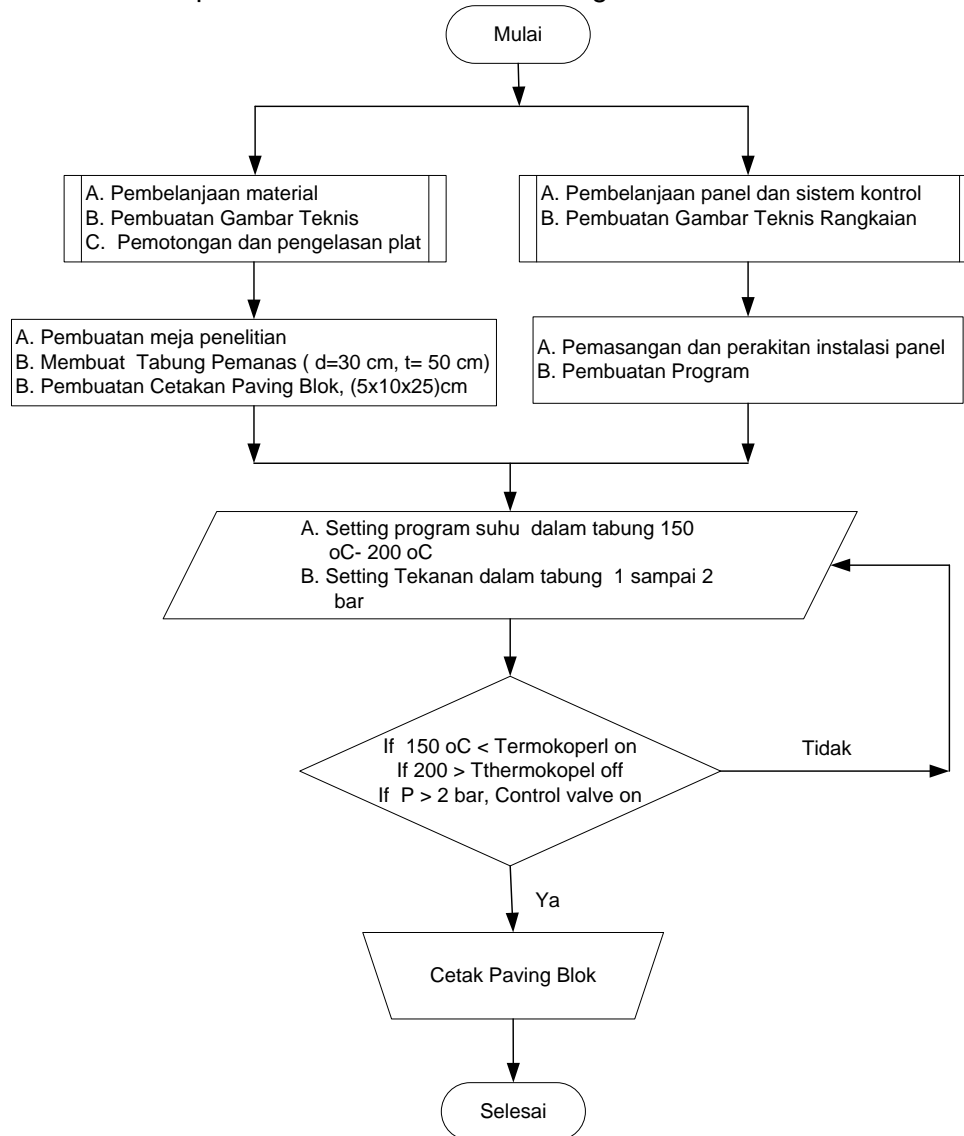 Mulai
A. Pembelanjaan material
B. Pembuatan Gambar Teknis
C. Pemotongan dan pengelasan plat
A. Pembelanjaan panel dan sistem kontrol
B. Pembuatan Gambar Teknis Rangkaian
A. Pembuatan meja penelitian
B. Membuat Tabung Pemanas ( d=30 cm, t= 50 cm)
B. Pembuatan Cetakan Paving Blok, (5x10x25)cm
A. Pemasangan dan perakitan instalasi panel
B. Pembuatan Program
A. Setting program suhu dalam tabung 150
oC- 200 oC
B. Setting Tekanan dalam tabung 1 sampai 2
bar
If 150 oC < Termokoperl on
If 200 > Tthermokopel off
If P > 2 bar, Control valve on
Tidak
Ya
Cetak Paving Blok
Selesai